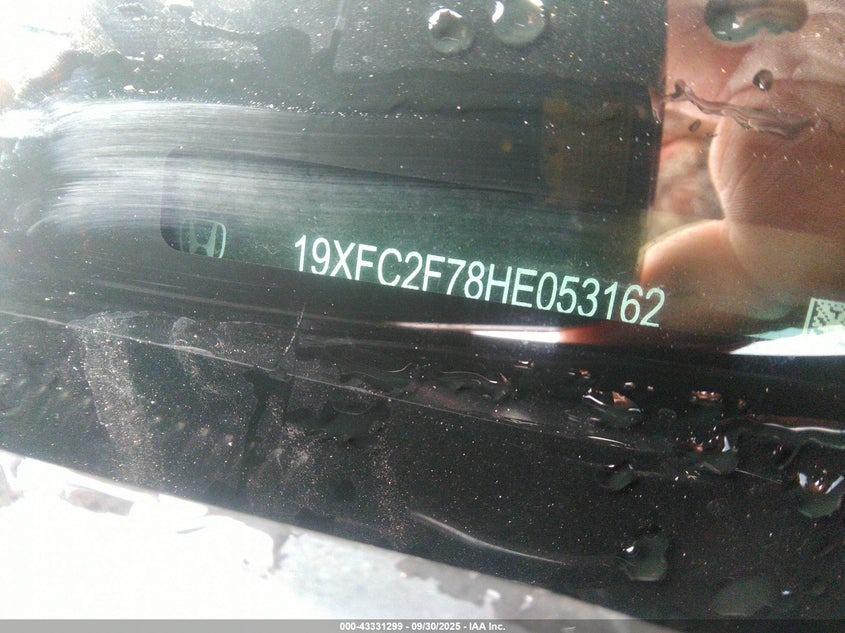 19XFC2F78HE053162
000-43331299 - 09/30/2025 - IAA Inc.